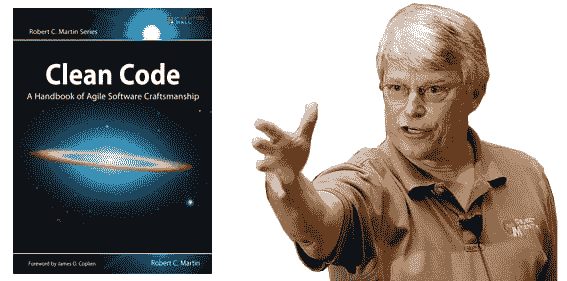 Robert C. Martin Series
Clean Code
A Handbook of Agile Software Craftsmanship
Foreword by James O. Coplien
Robert C. Martin